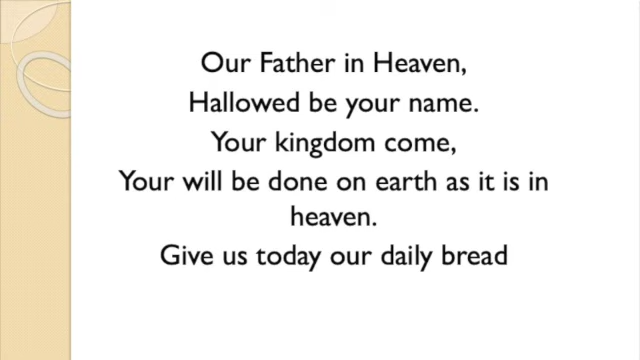 Our Father in Heaven,
Hallowed be your name.
Your kingdom come,
Your will be done on earth as it is in
heaven.
Give us today our daily bread